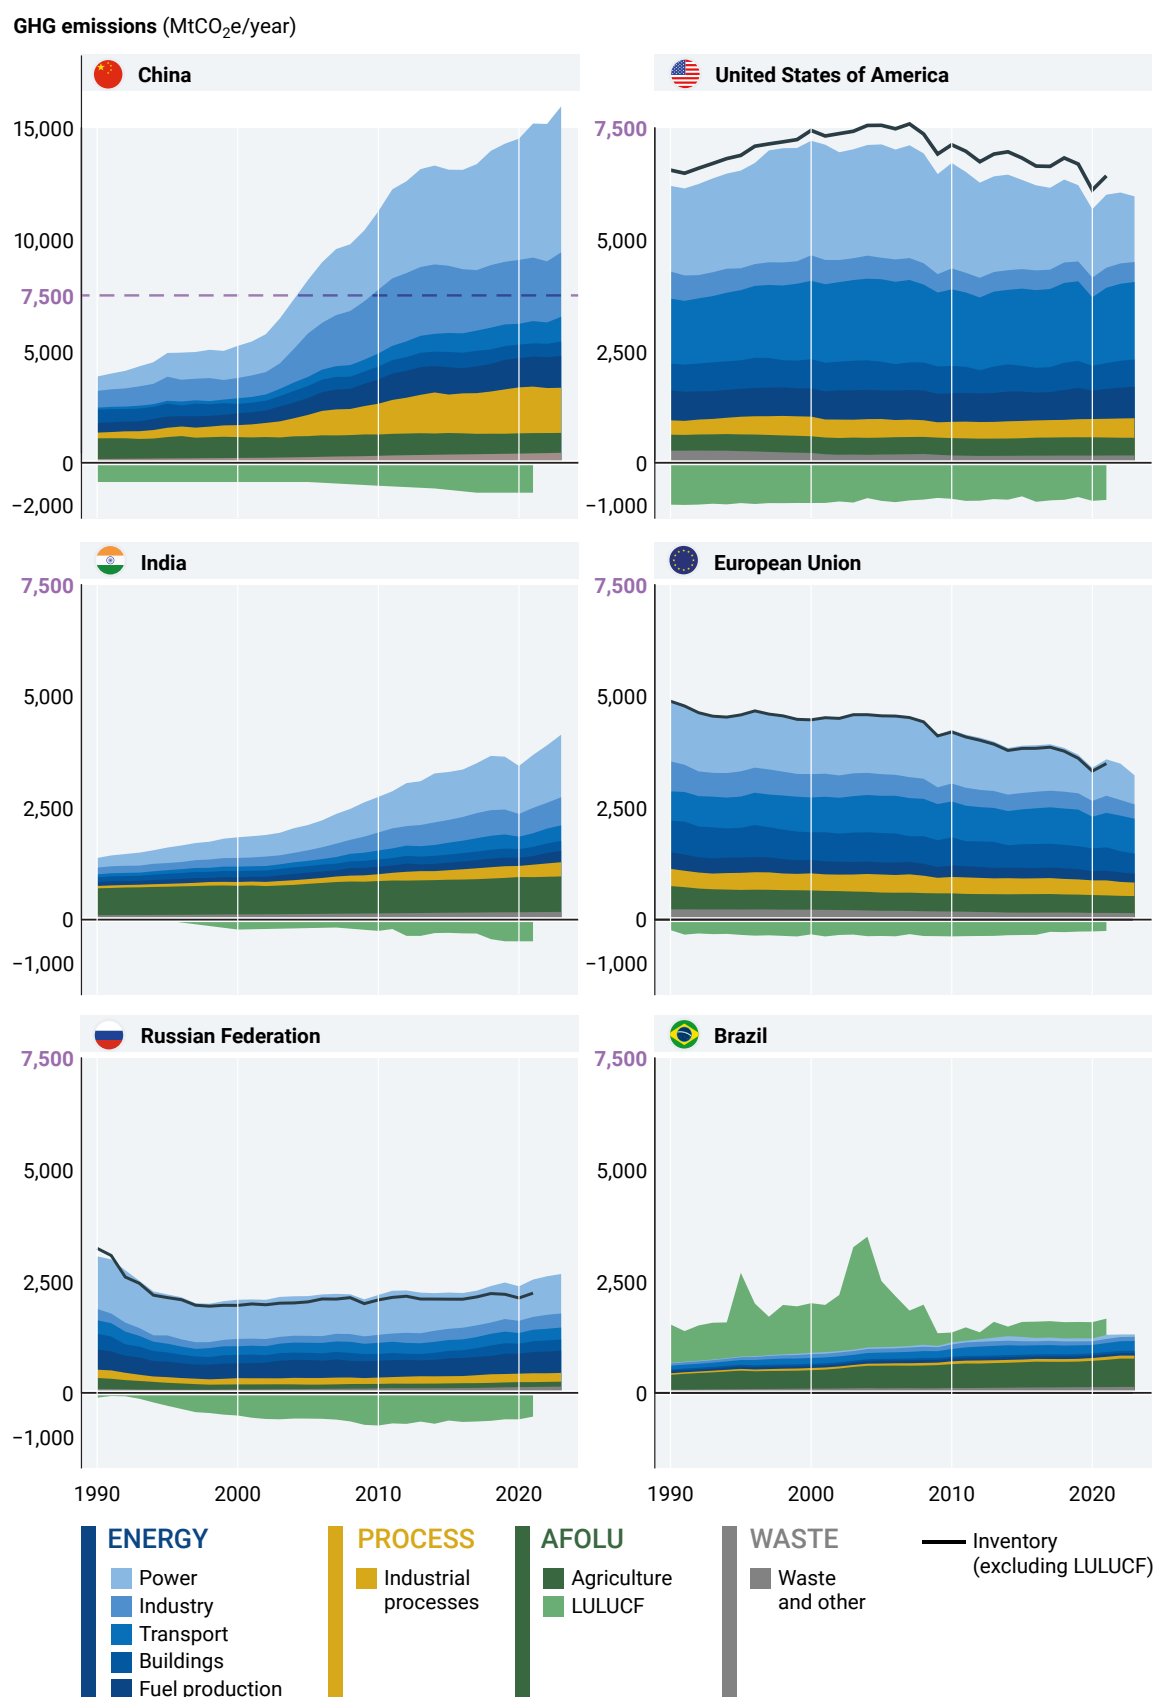 GHG emissions (MtCO₂e/year)
China
United States of America
15,000
10,000
7,500
5,000
0
−2,000
7,500
5,000
2,500
0
−1,000
India
European Union
7,500
5,000
2,500
0
−1,000
7,500
5,000
2,500
0
−1,000
Russian Federation
Brazil
7,500
5,000
2,500
0
−1,000
7,500
5,000
2,500
0
1990 2000 2010 2020
1990 2000 2010 2020
ENERGY
Power
Industry
Transport
Buildings
Fuel production
PROCESS
Industrial
processes
AFOLU
Agriculture
LULUCF
WASTE
Waste
and other
Inventory
(excluding LULUCF)